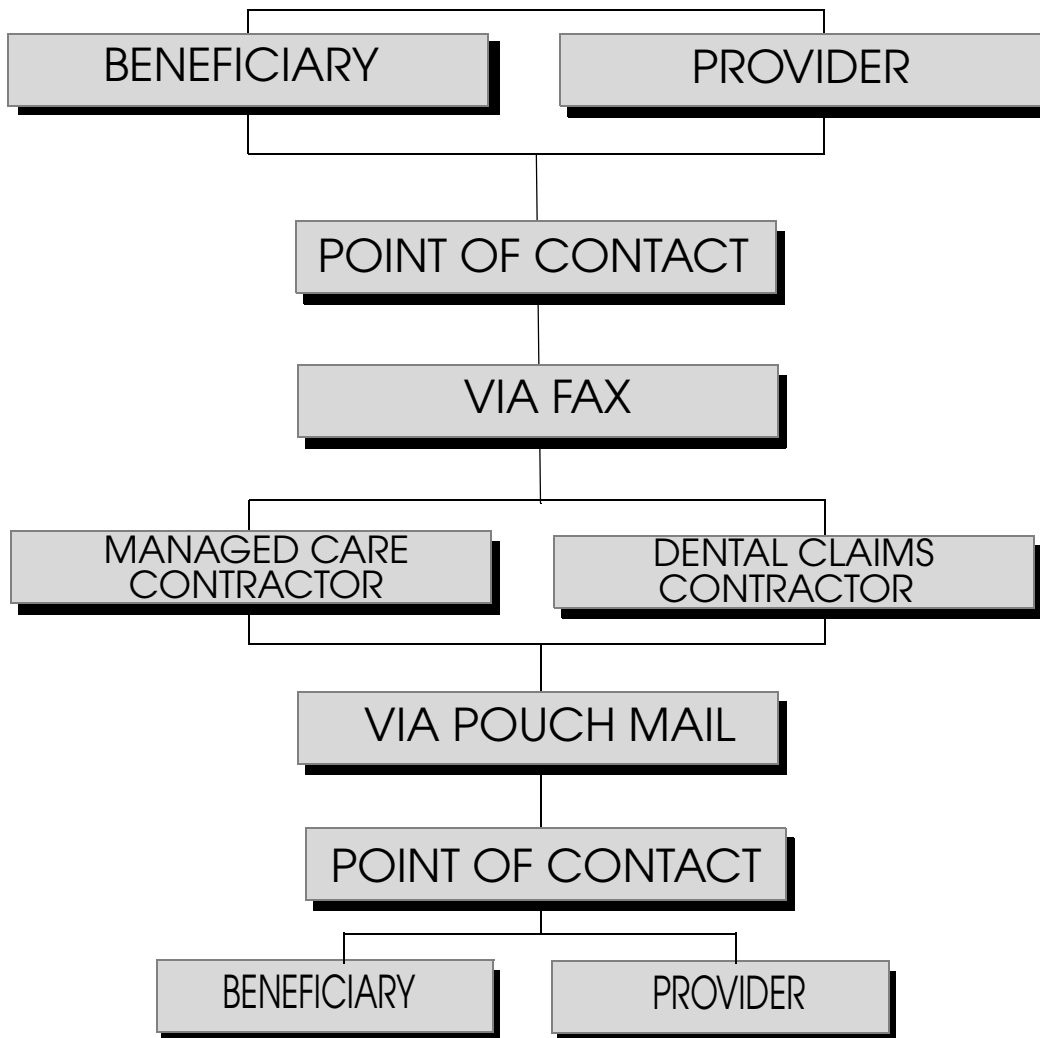 BENEFICIARY
PROVIDER
POINT OF CONTACT
VIA FAX
MANAGED CARE
CONTRACTOR
DENTAL CLAIMS
CONTRACTOR
VIA POUCH MAIL
POINT OF CONTACT
BENEFICIARY
PROVIDER